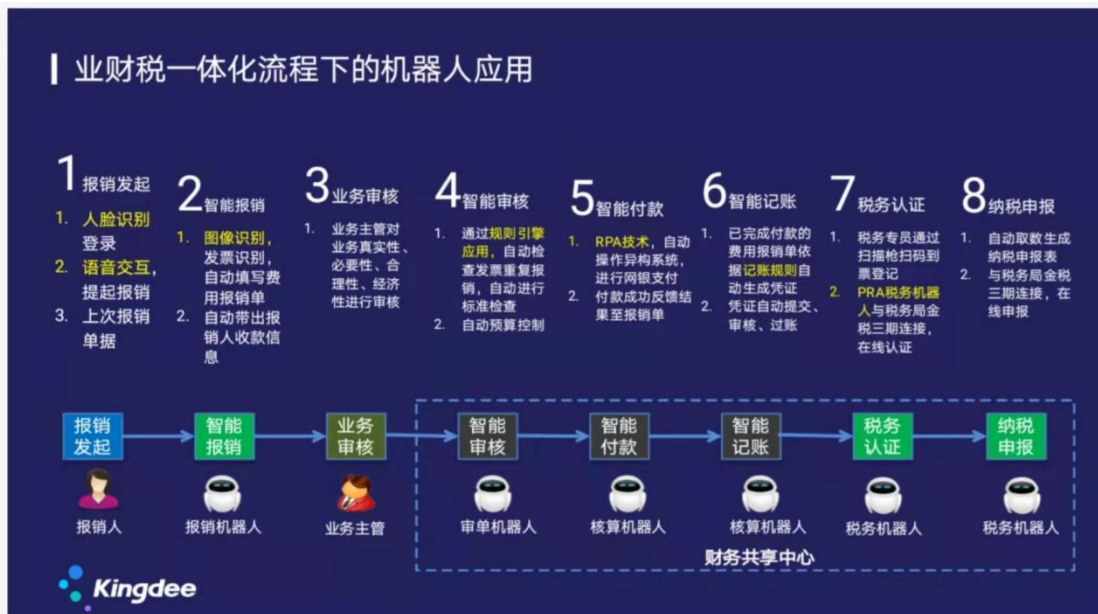 业财税一体化流程下的机器人应用
1 报销发起
1. 人脸识别
登录
2. 语音交互,
提起报销
3. 上次报销
单据
2 智能报销
1. 图像识别,
发票识别,
自动填写费
用报销单
2. 自动带出报
销人收款信
息
3 业务审核
1. 业务主管对
业务真实性、
必要性、合
理性、经济
性进行审核
4 智能审核
1. 通过规则引擎
应用,自动检
查发票重复报
销,自动进行
标准检查
2. 自动预算控制
5 智能付款
1. RPA技术,自动
操作异构系统,
进行网银支付
2. 付款成功反馈结
果至报销单
6 智能记账
1. 已完成付款的
费用报销单依
据记账规则自
动生成凭证
2. 凭证自动提交、
审核、过账
7 税务认证
1. 税务专员通过
扫描枪扫码到
票登记
2. PRA税务机器
人与税务局金
税三期连接,
在线认证
8 纳税申报
1. 自动取数生成
纳税申报表
2. 与税务局金税
三期连接,在
线申报
报销
发起
智能
报销
业务
审核
智能
审核
智能
付款
智能
记账
税务
认证
纳税
申报
报销人
报销机器人
业务主管
审单机器人
核算机器人
核算机器人
税务机器人
税务机器人
财务共享中心
Kingdee